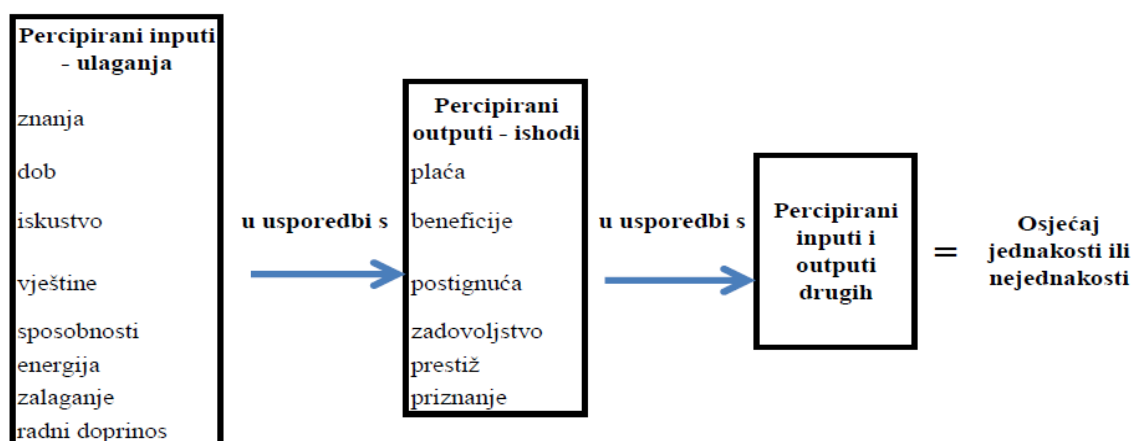 Percipirani inputi
- ulaganja
znanja
dob
iskustvo
vještine
sposobnosti
energija
zalaganje
radni doprinos
u usporedbi s
Percipirani
outputi - ishodi
plaća
beneficije
postignuća
zadovoljstvo
prestiž
priznanje
u usporedbi s
Percipirani
inputi i
outputi
drugih
=
Osjećaj
jednakosti ili
nejednakosti